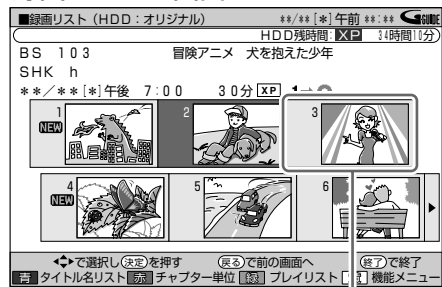 ■録画リスト（HDD：オリジナル） **/** [*] 午前 **:** GGUIDE
HDD残時間: XP 34時間10分
BS 103 冒険アニメ 犬を抱えた少年
SHK h
**/**[*]午後 7:00 30分 XP 1→
1 2 3
NEW
4 5 6
NEW
で選択し 決定 を押す 戻る で前の画面へ 終了 で終了
青 タイトル名リスト 赤 チャプター単位 緑 プレイリスト 機能メニュー